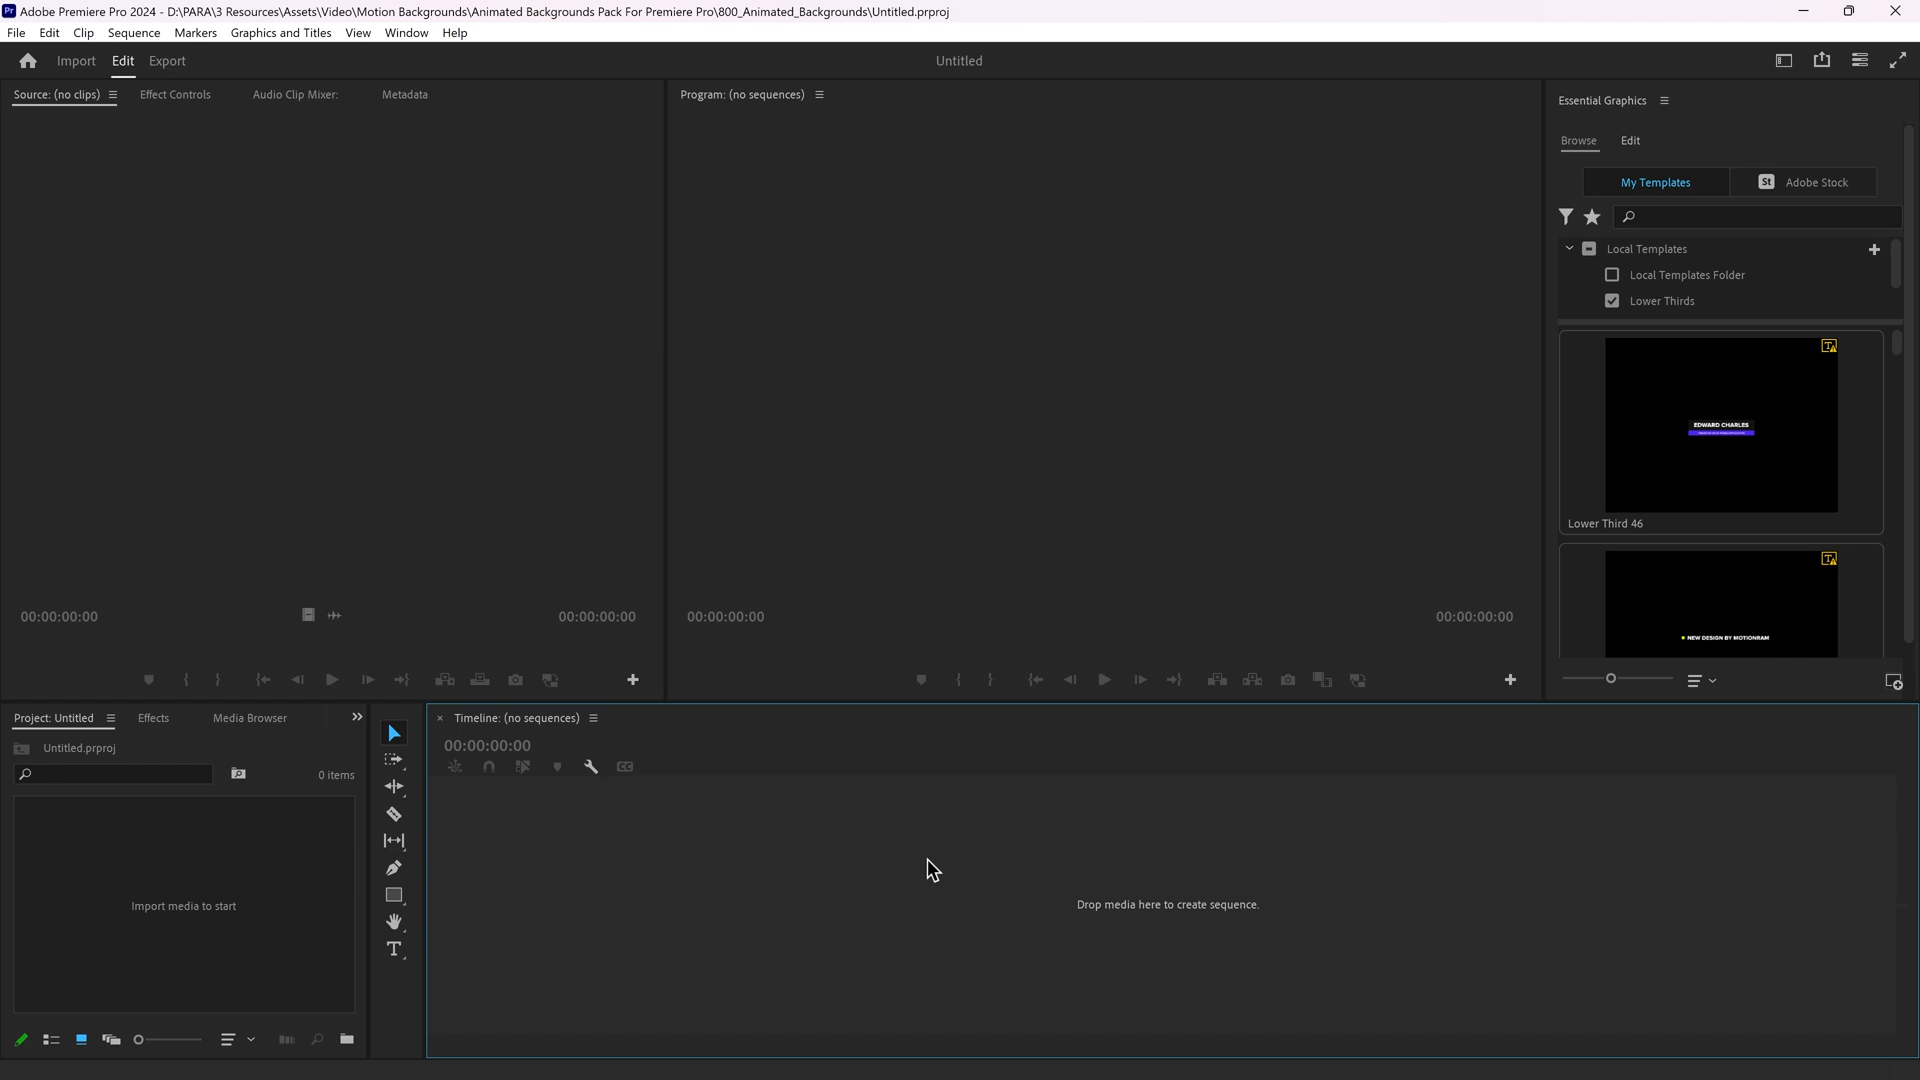 Pr Adobe Premiere Pro 2024 - D:\PARA\3 Resources\Assets\Video\Motion Backgrounds\Animated Backgrounds Pack For Premiere Pro\800_Animated_Backgrounds\Untitled.prproj
File Edit Clip Sequence Markers Graphics and Titles View Window Help
Import Edit Export Untitled
Source: (no clips) Effect Controls Audio Clip Mixer: Metadata
Program: (no sequences)
Essential Graphics
Browse Edit
My Templates St Adobe Stock
Local Templates
Local Templates Folder
Lower Thirds
EDWARD CHARLES
Lower Third 46
NEW DESIGN BY MOTIONRAM
00:00:00:00 00:00:00:00
00:00:00:00 00:00:00:00
Project: Untitled Effects Media Browser
Untitled.prproj
0 items
Import media to start
Timeline: (no sequences)
00:00:00:00
CC
Drop media here to create sequence.